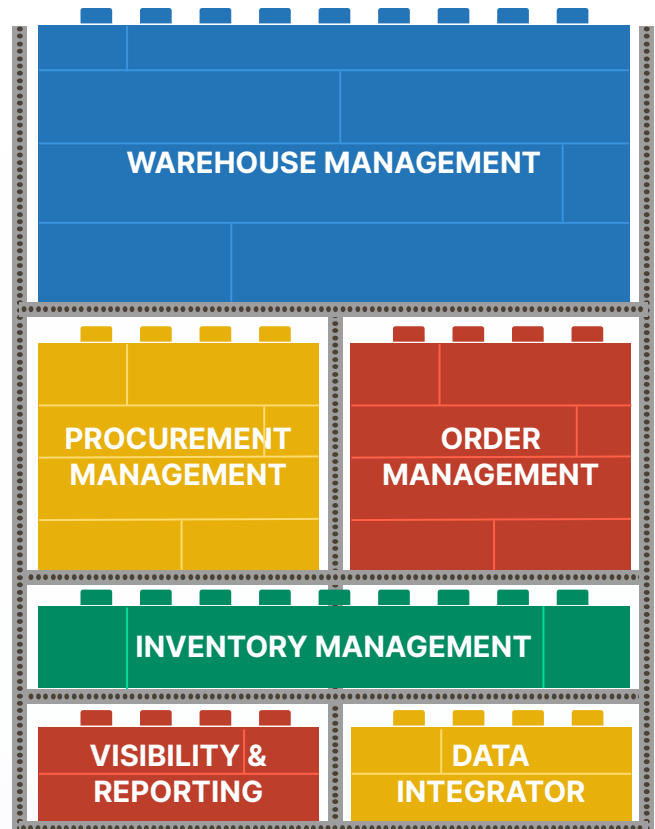 WAREHOUSE MANAGEMENT
PROCUREMENT
MANAGEMENT
ORDER
MANAGEMENT
INVENTORY MANAGEMENT
VISIBILITY &
REPORTING
DATA
INTEGRATOR